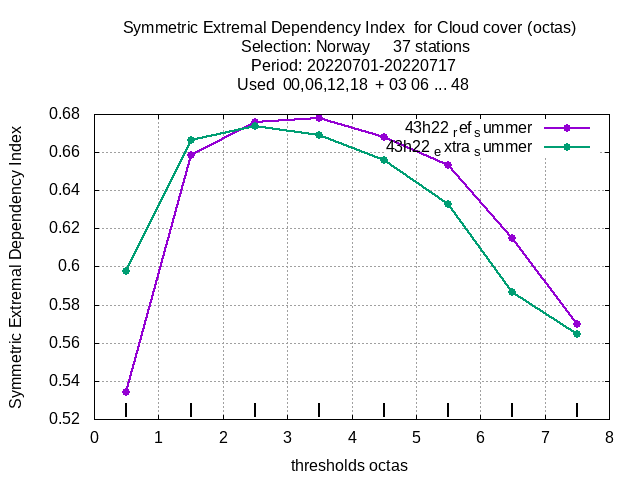 Symmetric Extremal Dependency Index for Cloud cover (octas)
Selection: Norway 37 stations
Period: 20220701-20220717
Used 00,06,12,18 + 03 06 ... 48
Symmetric Extremal Dependency Index
0.68
0.66
0.64
0.62
0.6
0.58
0.56
0.54
0.52
43h22refsummer
43h22extrasummer
0 1 2 3 4 5 6 7 8
thresholds octas